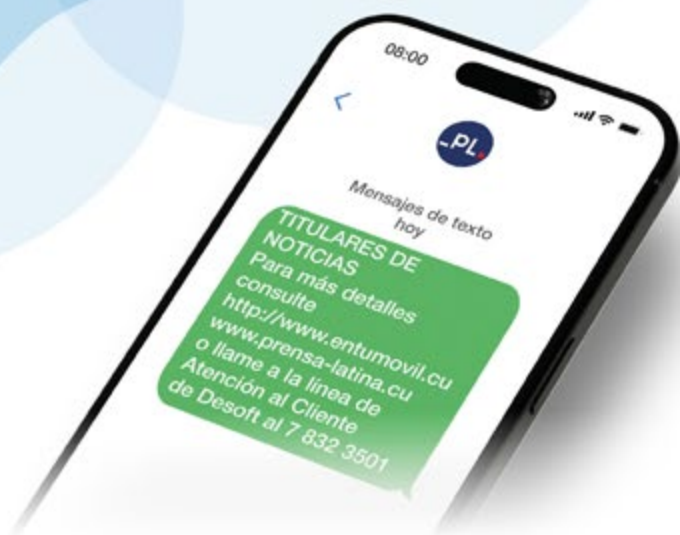 08:00
_PL.
Mensajes de texto
hoy
TITULARES DE
NOTICIAS
Para más detalles
consulte
http://www.entumovil.cu
www.prensa-latina.cu
o llame a la línea de
Atención al Cliente
de Desoft al 7 832 3501